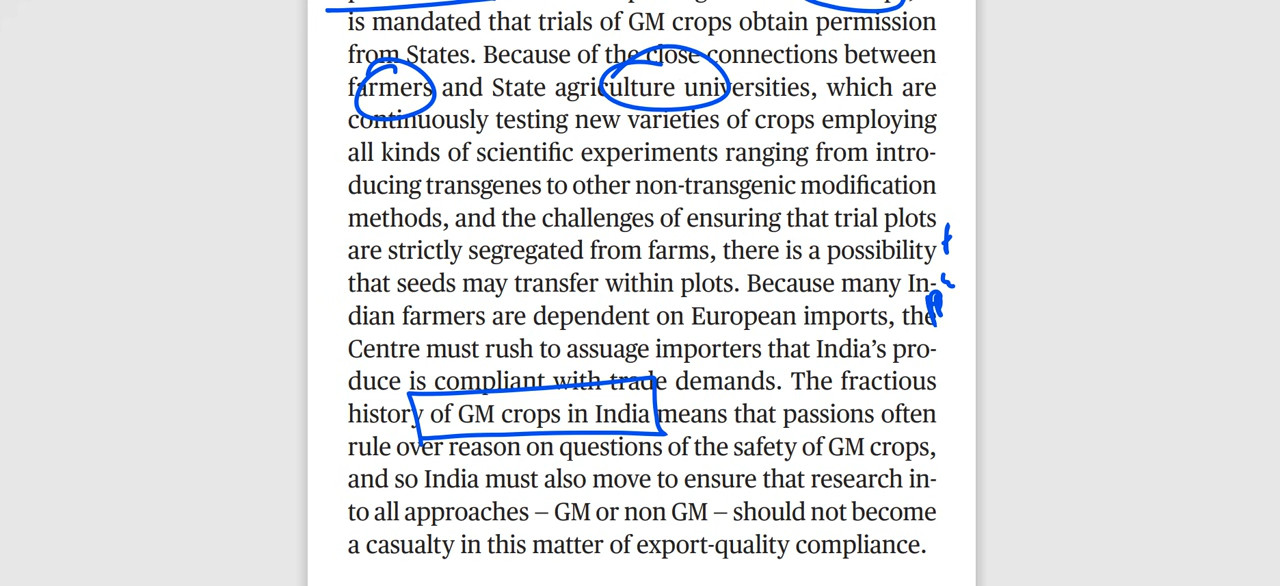 is mandated that trials of GM crops obtain permission
from States. Because of the close connections between
farmers and State agriculture universities, which are
continuously testing new varieties of crops employing
all kinds of scientific experiments ranging from intro-
ducing transgenes to other non-transgenic modification
methods, and the challenges of ensuring that trial plots
are strictly segregated from farms, there is a possibility
that seeds may transfer within plots. Because many In-
dian farmers are dependent on European imports, the
Centre must rush to assuage importers that India’s pro-
duce is compliant with trade demands. The fractious
history of GM crops in India means that passions often
rule over reason on questions of the safety of GM crops,
and so India must also move to ensure that research in-
to all approaches – GM or non GM – should not become
a casualty in this matter of export-quality compliance.